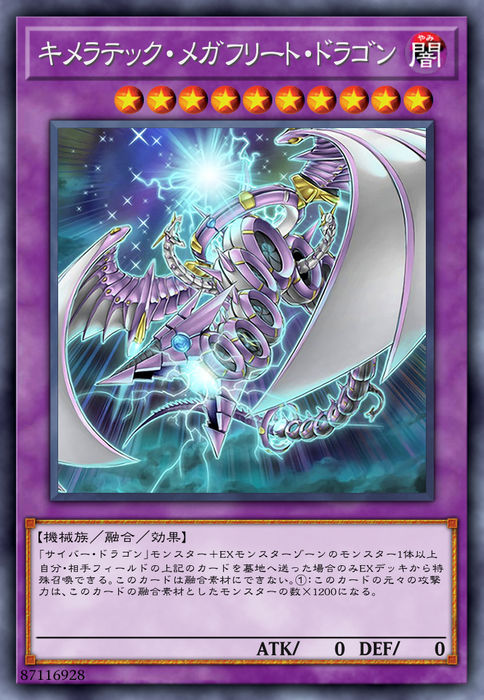 キメラテック・メガフリート・ドラゴン
やみ
闇
【機械族／融合／効果】
「サイバー・ドラゴン」モンスター＋EXモンスターゾーンのモンスター1体以上
自分・相手フィールドの上記のカードを墓地へ送った場合のみEXデッキから特
殊召喚できる。このカードは融合素材にできない。①：このカードの元々の攻撃
力は、このカードの融合素材としたモンスターの数×1200になる。
ATK/ 0 DEF/ 0
87116928